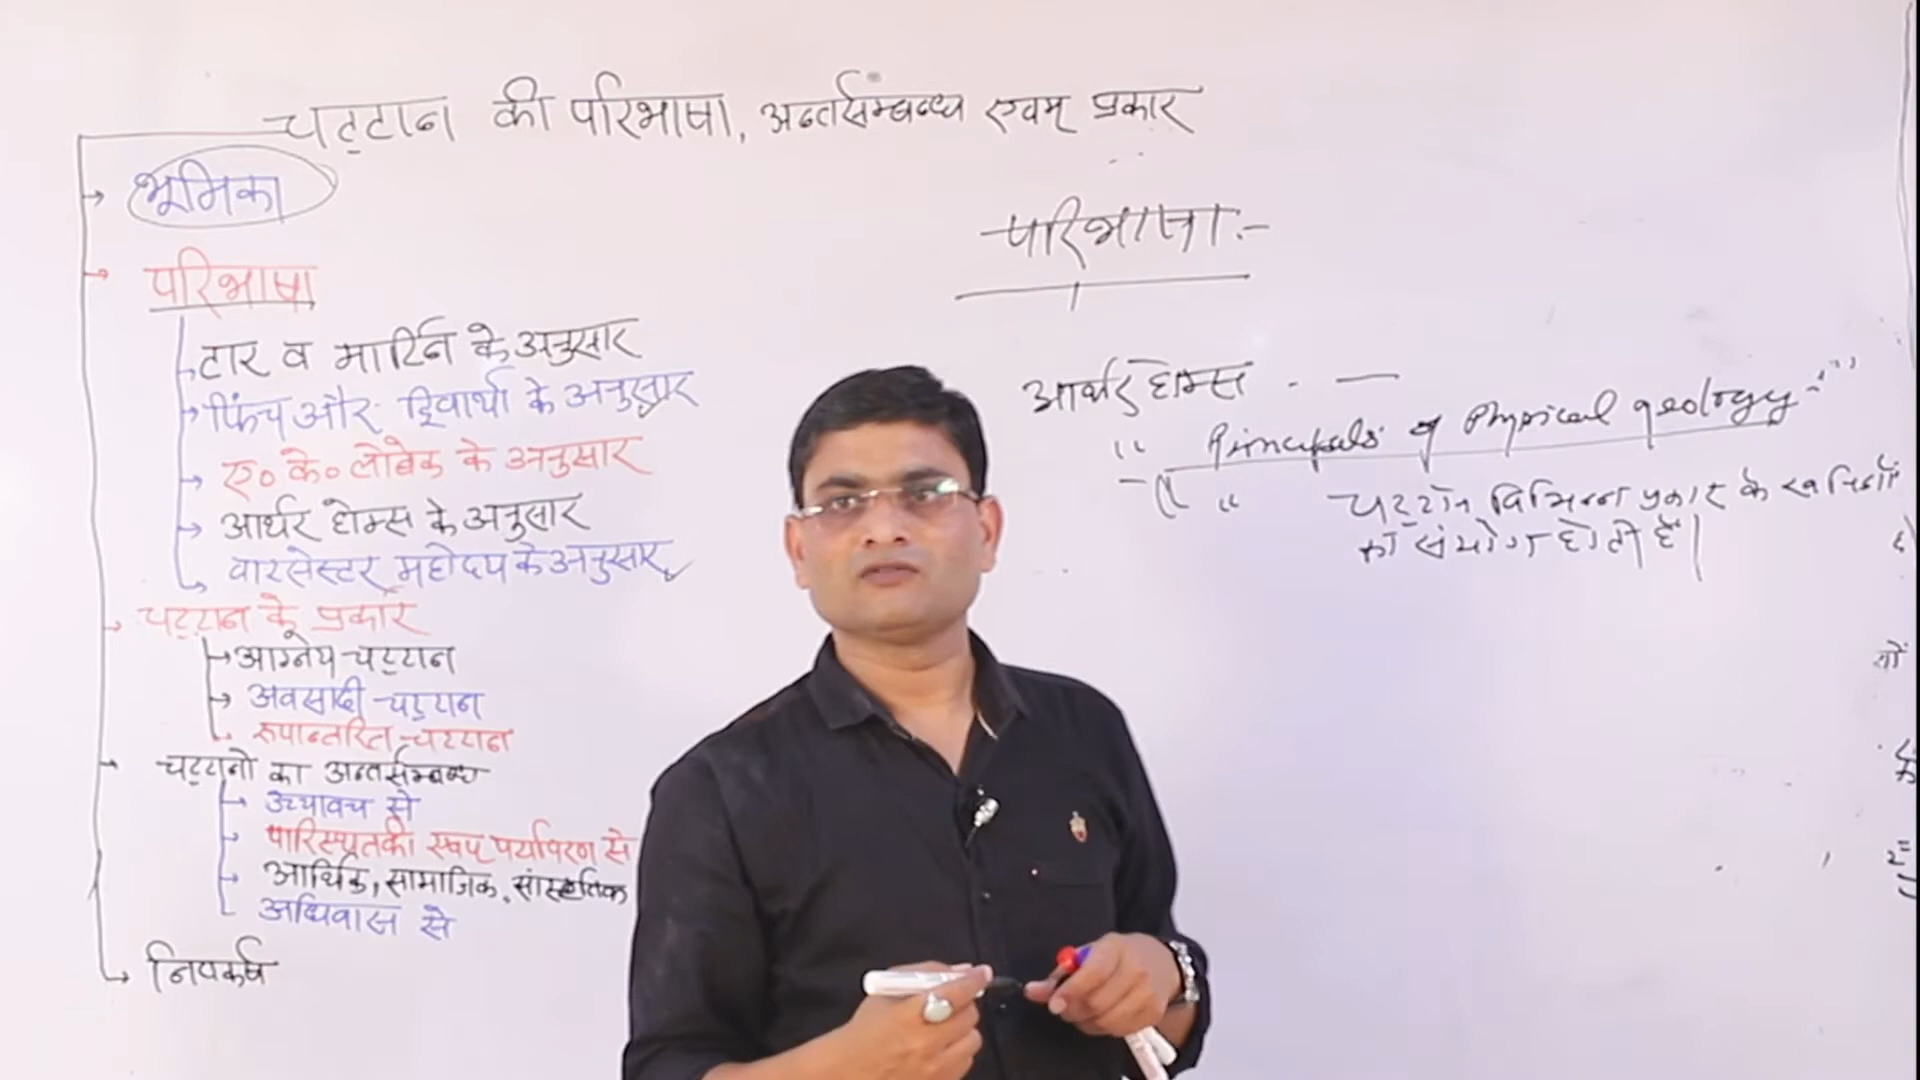 चट्टान की परिभाषा, अन्तर्सम्बन्ध एवम् प्रकार
भूमिका
परिभाषा
टार व मार्टिन के अनुसार
फिंच और ट्रिवार्था के अनुसार
ए० के० लोबेक के अनुसार
आर्थर होम्स के अनुसार
वारसेस्टर महोदय के अनुसार
चट्टान के प्रकार
आग्नेय चट्टान
अवसादी चट्टान
रूपान्तरित चट्टान
चट्टानो का अन्तर्सम्बन्ध
उच्चावच से
पारिस्थतकी एवम् पर्यावरण से
आर्थिक, सामाजिक, सांस्कृतिक
अधिवास से
निष्कर्ष
परिभाषा:-
आर्थर होम्स . —
" Principals of Physical geology"
चट्टान विभिन्न प्रकार के खनिजों
का संयोग होती हैं।